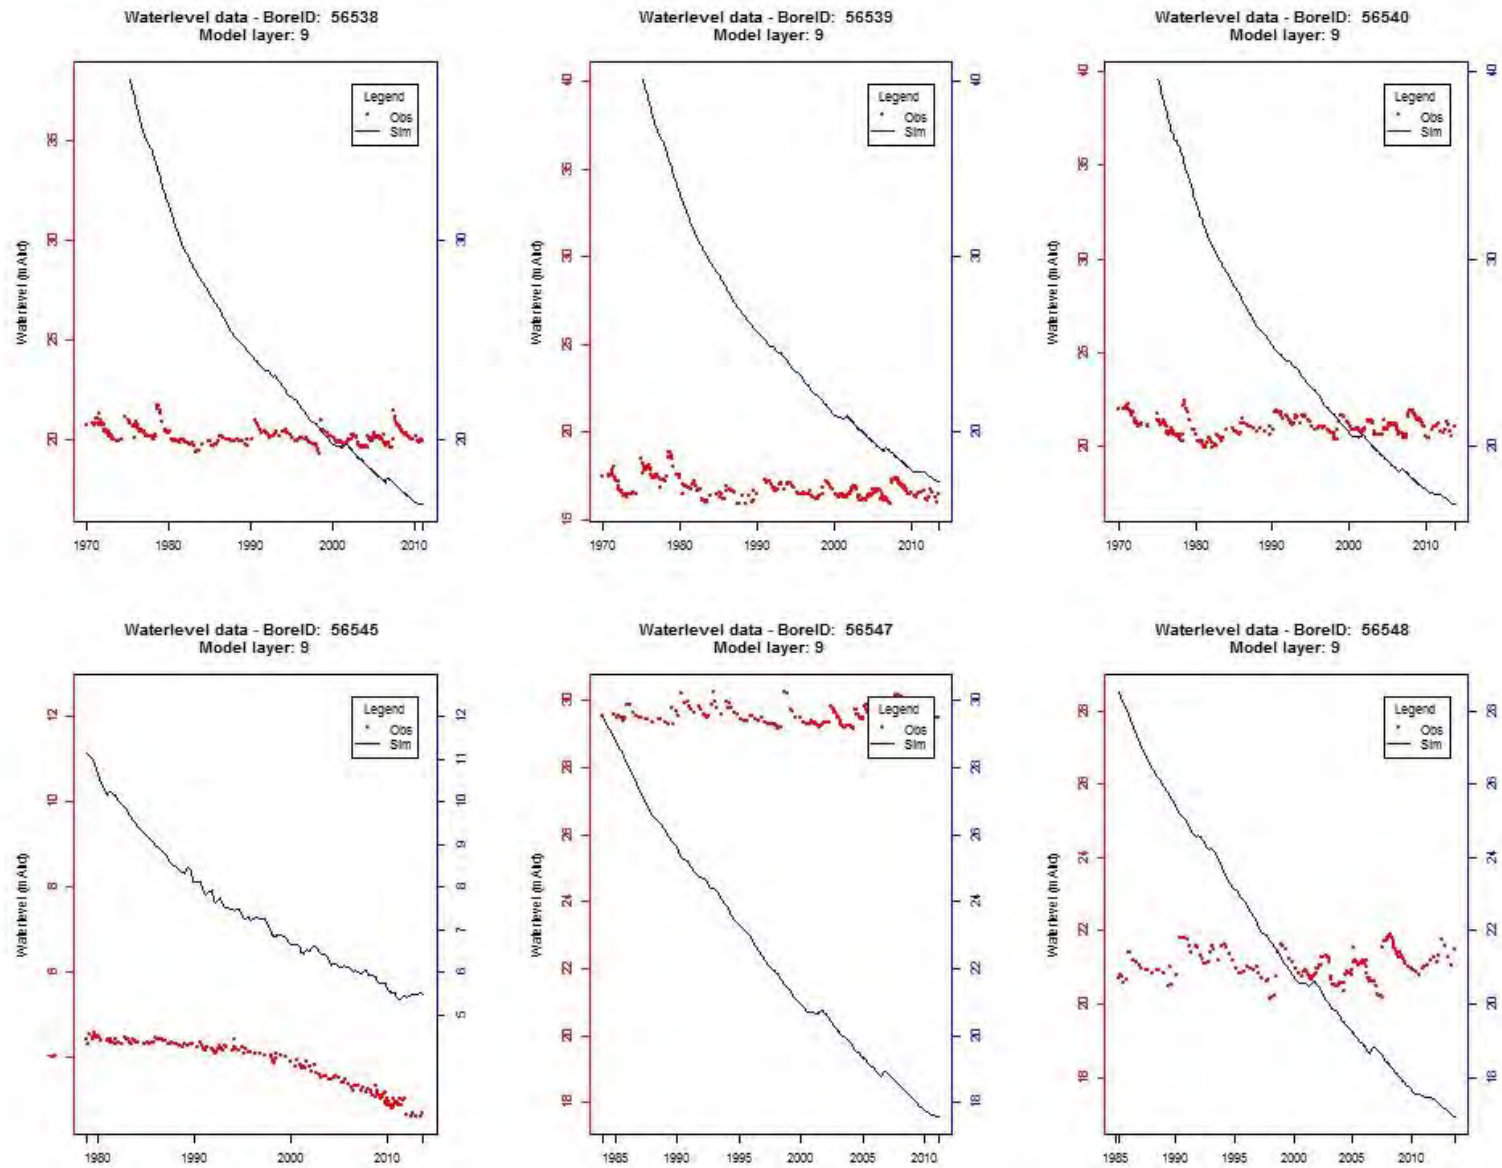 Waterlevel data - BoreID: 56538
Model layer: 9
Waterlevel (mAhd)
35
30
25
20
30
20
Legend
Obs
Sim
1970 1980 1990 2000 2010
Waterlevel data - BoreID: 56539
Model layer: 9
Waterlevel (mAhd)
40
35
30
25
20
15
40
30
20
Legend
Obs
Sim
1970 1980 1990 2000 2010
Waterlevel data - BoreID: 56540
Model layer: 9
Waterlevel (mAhd)
40
35
30
25
20
40
30
20
Legend
Obs
Sim
1970 1980 1990 2000 2010
Waterlevel data - BoreID: 56545
Model layer: 9
Waterlevel (mAhd)
12
10
8
6
4
12
11
10
9
8
7
6
5
Legend
Obs
Sim
1980 1990 2000 2010
Waterlevel data - BoreID: 56547
Model layer: 9
Waterlevel (mAhd)
30
28
26
24
22
20
18
30
28
26
24
22
20
18
Legend
Obs
Sim
1985 1990 1995 2000 2005 2010
Waterlevel data - BoreID: 56548
Model layer: 9
Waterlevel (mAhd)
28
26
24
22
20
18
28
26
24
22
20
18
Legend
Obs
Sim
1985 1990 1995 2000 2005 2010